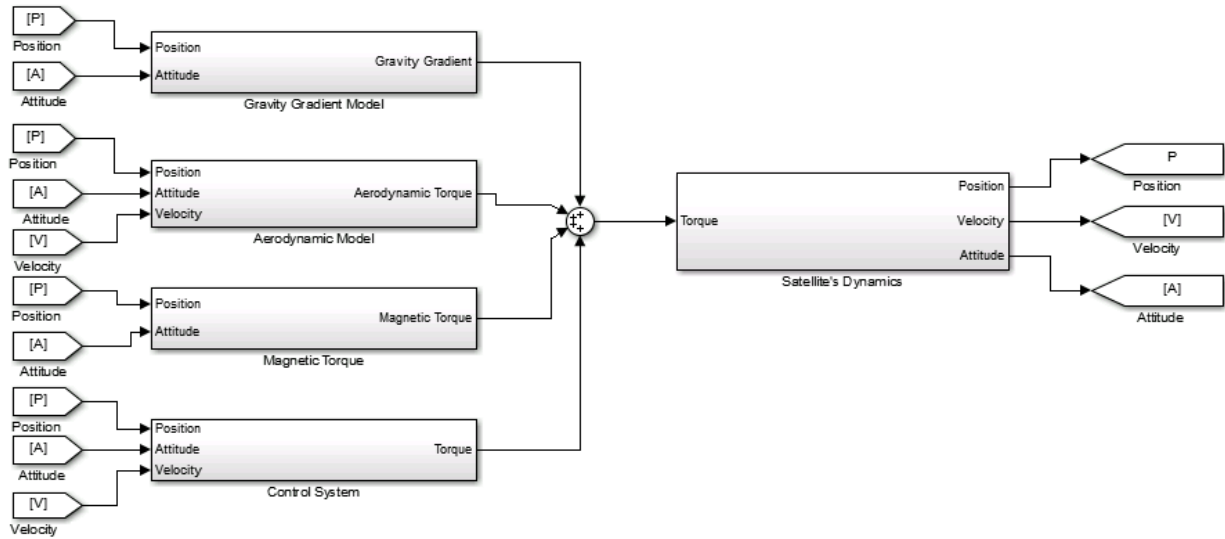 [P]
Position
[A]
Attitude
Position
Attitude
Gravity Gradient
Gravity Gradient Model
[P]
Position
[A]
Attitude
[V]
Velocity
Position
Attitude
Velocity
Aerodynamic Torque
Aerodynamic Model
[P]
Position
[A]
Attitude
Position
Attitude
Magnetic Torque
Magnetic Torque
[P]
Position
[A]
Attitude
[V]
Velocity
Position
Attitude
Velocity
Torque
Control System
+
+
+
+
Torque
Position
Velocity
Attitude
Satellite's Dynamics
P
Position
[V]
Velocity
[A]
Attitude